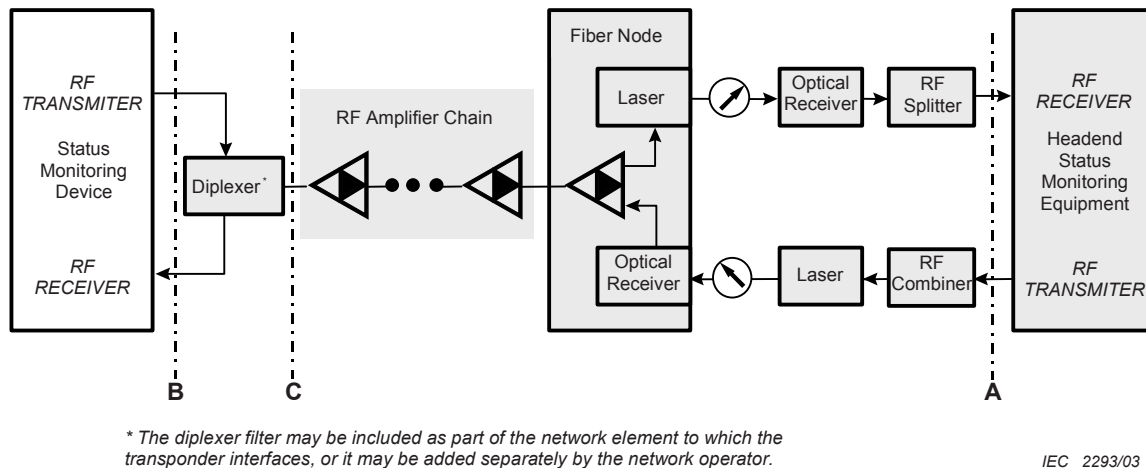 RF
TRANSMITER
Status
Monitoring
Device
RF
RECEIVER
Diplexer*
RF Amplifier Chain
Fiber Node
Laser
Optical
Receiver
Optical
Receiver
RF
Splitter
Laser
RF
Combiner
RF
RECEIVER
Headend
Status
Monitoring
Equipment
RF
TRANSMITER
B
C
A
* The diplexer filter may be included as part of the network element to which the
transponder interfaces, or it may be added separately by the network operator.
IEC 2293/03